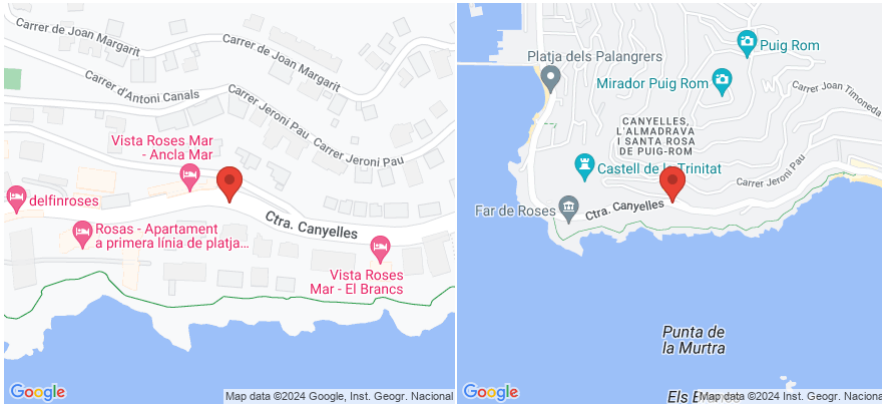 Carrer de Joan Margarit
Carrer de Joan Margarit
Carrer d'Antoni Canals
Carrer Jeroni Pau
Carrer Jeroni Pau
Vista Roses Mar
- Ancla Mar
delfinroses
Rosas - Apartament
a primera línia de platja...
Ctra. Canyelles
Vista Roses
Mar - El Brancs
Google
Map data ©2024 Google, Inst. Geogr. Nacional
Platja dels Palangrers
Puig Rom
Mirador Puig Rom
Carrer Joan Timoneda
CANYELLES,
L'ALMADRAVA
I SANTA ROSA
DE PUIG-ROM
Castell de la Trinitat
Carrer Jeroni Pau
Far de Roses
Ctra. Canyelles
Punta de
la Murtra
Els
Google
Map data ©2024 Google, Inst. Geogr. Naciona